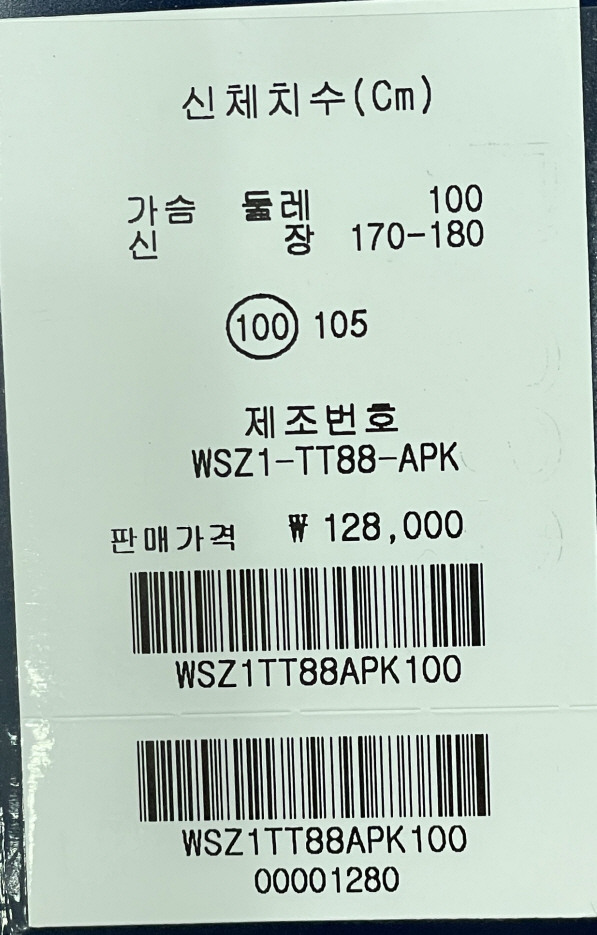 신체치수(Cm)
가슴 둘레 100
신 장 170-180
100 105
제조번호
WSZ1-TT88-APK
판매가격 ₩ 128,000
WSZ1TT88APK100
WSZ1TT88APK100
00001280